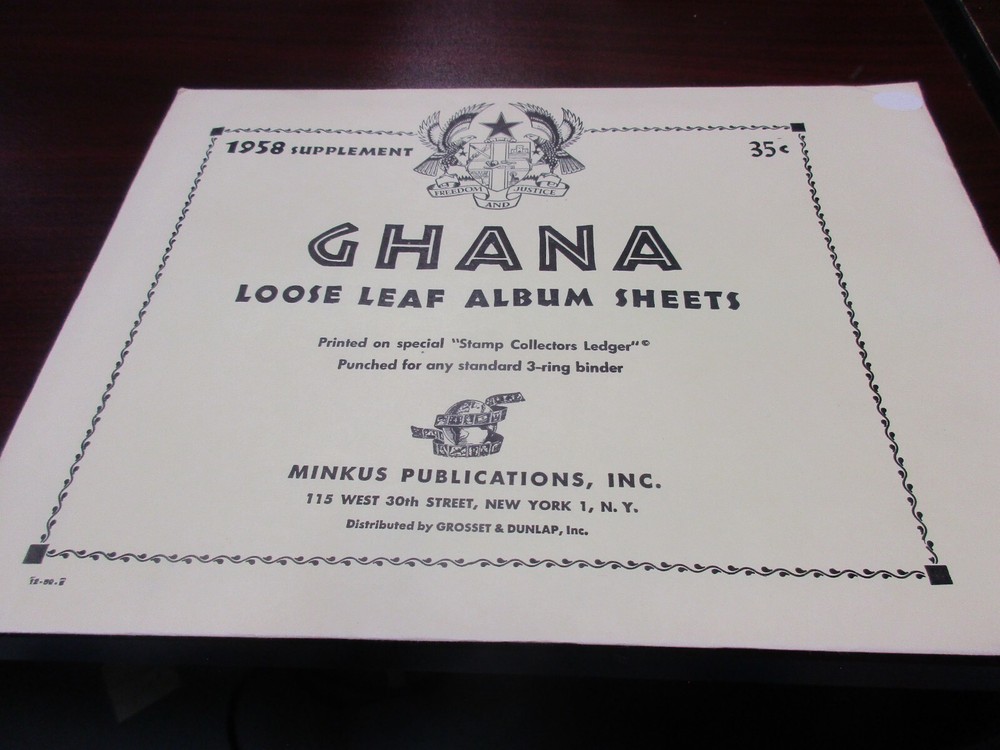 1958 SUPPLEMENT
35¢
FREEDOM AND JUSTICE
GHANA
LOOSE LEAF ALBUM SHEETS
Printed on special "Stamp Collectors Ledger"©
Punched for any standard 3-ring binder
MINKUS PUBLICATIONS, INC.
115 WEST 30th STREET, NEW YORK 1, N. Y.
Distributed by GROSSET & DUNLAP, Inc.